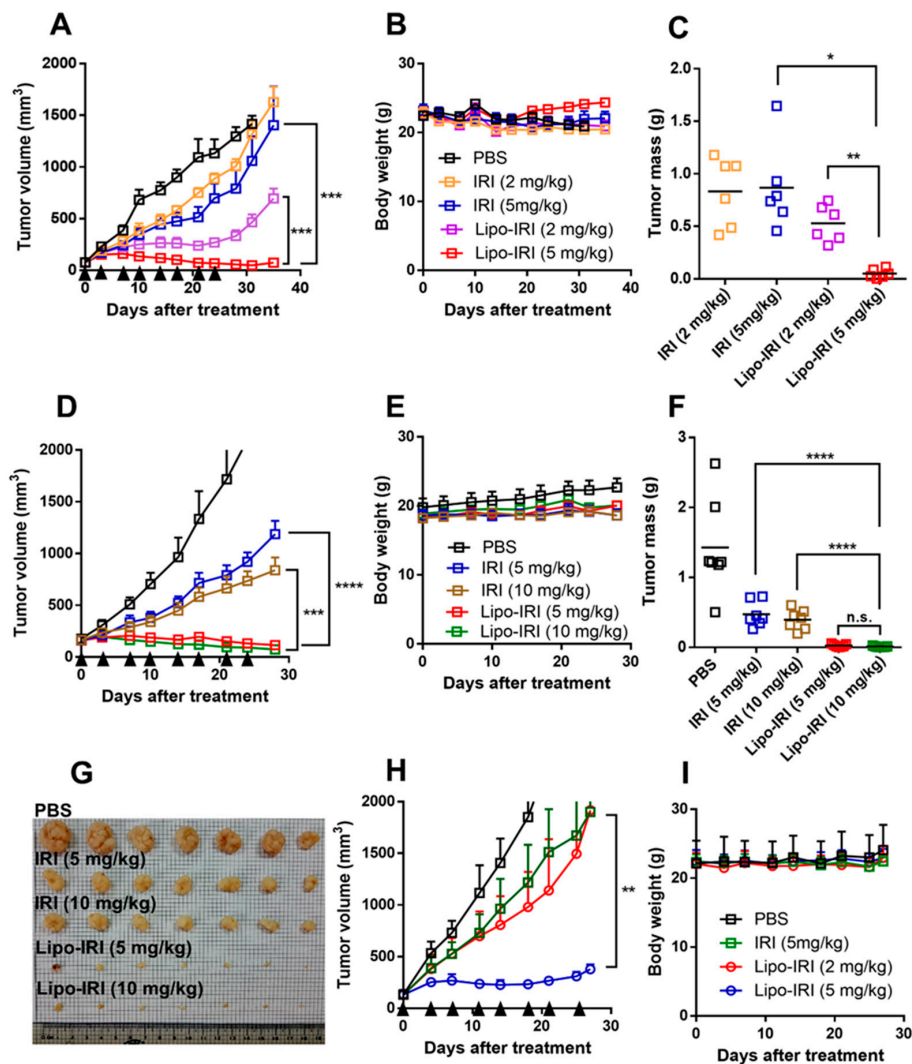 A
2000
1500
1000
500
0
Tumor volume (mm³)
***
***
0 10 20 30 40
Days after treatment
B
30
20
10
0
Body weight (g)
PBS
IRI (2 mg/kg)
IRI (5mg/kg)
Lipo-IRI (2 mg/kg)
Lipo-IRI (5 mg/kg)
0 10 20 30 40
Days after treatment
C
2.0
1.5
1.0
0.5
0.0
Tumor mass (g)
*
**
IRI (2 mg/kg)
IRI (5mg/kg)
Lipo-IRI (2 mg/kg)
Lipo-IRI (5 mg/kg)
D
2000
1500
1000
500
0
Tumor volume (mm³)
****
***
0 10 20 30
Days after treatment
E
30
20
10
0
Body weight (g)
PBS
IRI (5 mg/kg)
IRI (10 mg/kg)
Lipo-IRI (5 mg/kg)
Lipo-IRI (10 mg/kg)
0 10 20 30
Days after treatment
F
3
2
1
0
Tumor mass (g)
****
****
n.s.
PBS
IRI (5 mg/kg)
IRI (10 mg/kg)
Lipo-IRI (5 mg/kg)
Lipo-IRI (10 mg/kg)
G
PBS
IRI (5 mg/kg)
IRI (10 mg/kg)
Lipo-IRI (5 mg/kg)
Lipo-IRI (10 mg/kg)
H
2000
1500
1000
500
0
Tumor volume (mm³)
**
0 10 20 30
Days after treatment
I
30
20
10
0
Body weight (g)
PBS
IRI (5mg/kg)
Lipo-IRI (2 mg/kg)
Lipo-IRI (5 mg/kg)
0 10 20 30
Days after treatment